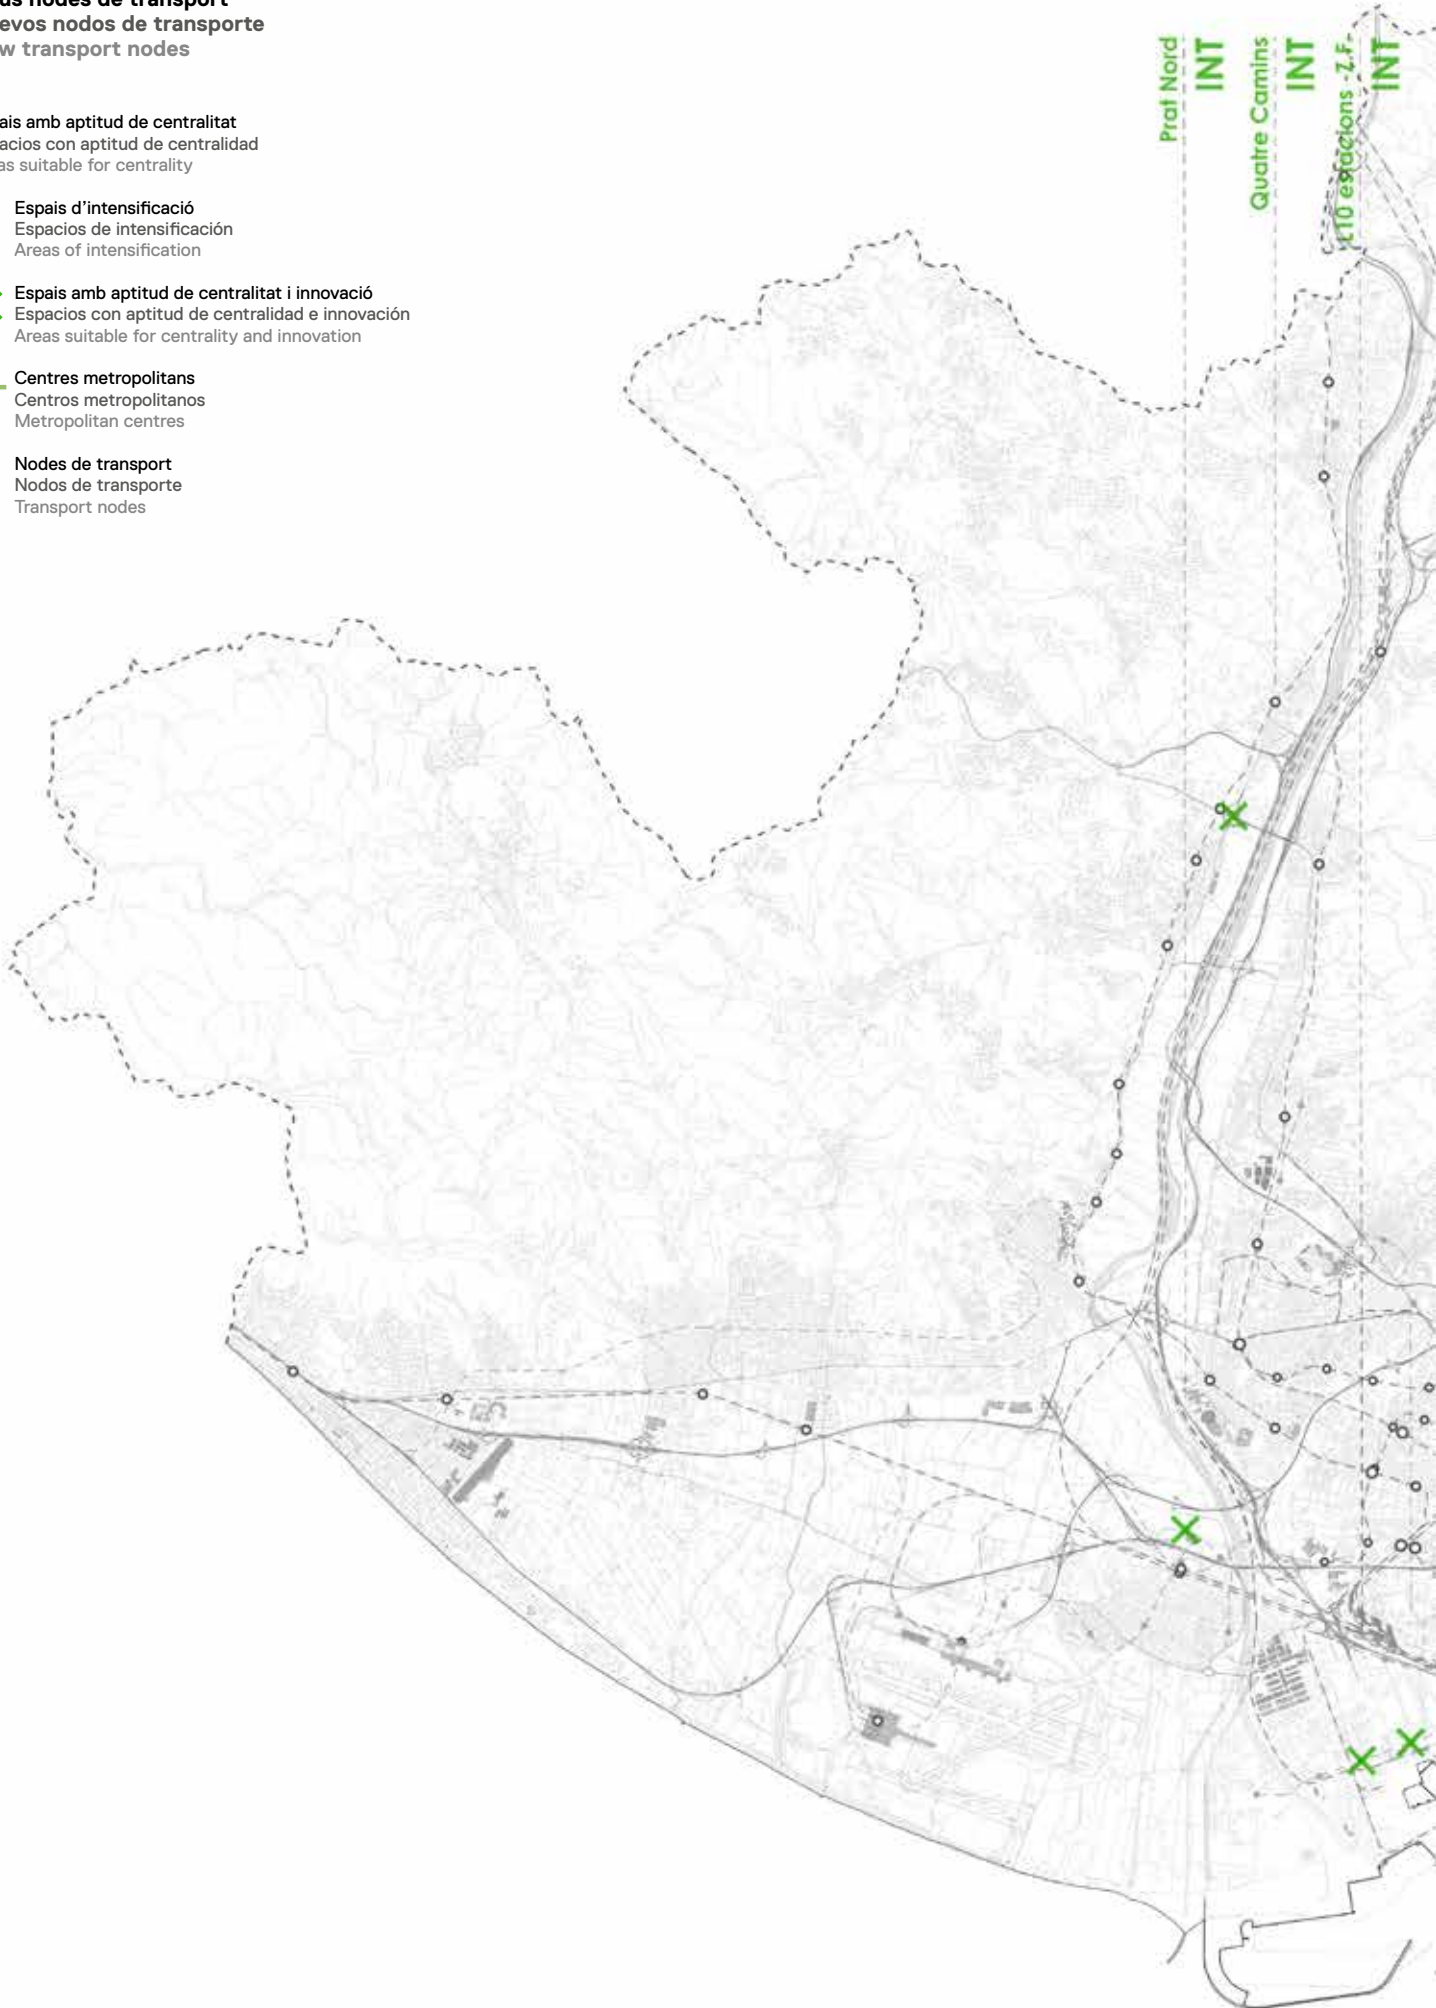 us nodes de transport
evos nodos de transporte
w transport nodes
ais amb aptitud de centralitat
acios con aptitud de centralidad
as suitable for centrality
Espais d'intensificació
Espacios de intensificación
Areas of intensification
Espais amb aptitud de centralitat i innovació
Espacios con aptitud de centralidad e innovación
Areas suitable for centrality and innovation
Centres metropolitans
Centros metropolitanos
Metropolitan centres
Nodes de transport
Nodos de transporte
Transport nodes
Prat Nord
INT
Quatre Camins
INT
L10 estacions - Z.F.
INT